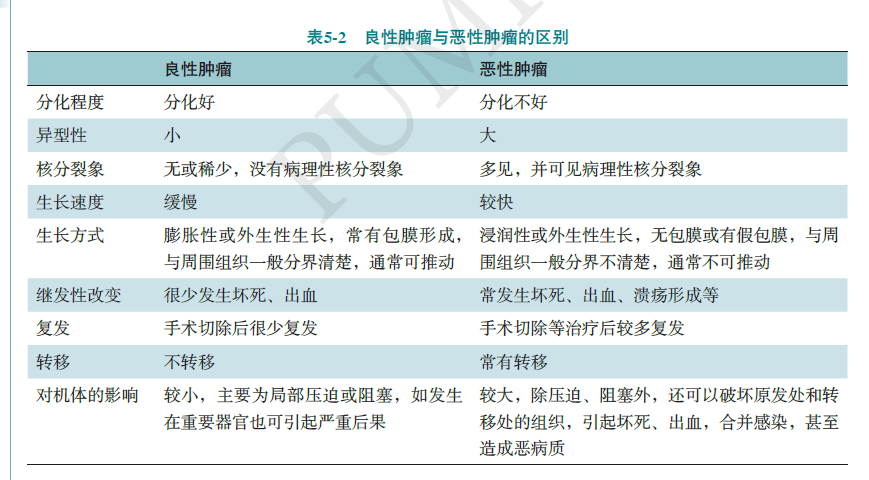 表5-2 良性肿瘤与恶性肿瘤的区别
良性肿瘤 恶性肿瘤
分化程度 分化好 分化不好
异型性 小 大
核分裂象 无或稀少，没有病理性核分裂象 多见，并可见病理性核分裂象
生长速度 缓慢 较快
生长方式 膨胀性或外生性生长，常有包膜形成， 浸润性或外生性生长，无包膜或有假包膜，与周
与周围组织一般分界清楚，通常可推动 围组织一般分界不清楚，通常不可推动
继发性改变 很少发生坏死、出血 常发生坏死、出血、溃疡形成等
复发 手术切除后很少复发 手术切除等治疗后较多复发
转移 不转移 常有转移
对机体的影响 较小，主要为局部压迫或阻塞，如发生 较大，除压迫、阻塞外，还可以破坏原发处和转
在重要器官也可引起严重后果 移处的组织，引起坏死、出血，合并感染，甚至
造成恶病质
PUM